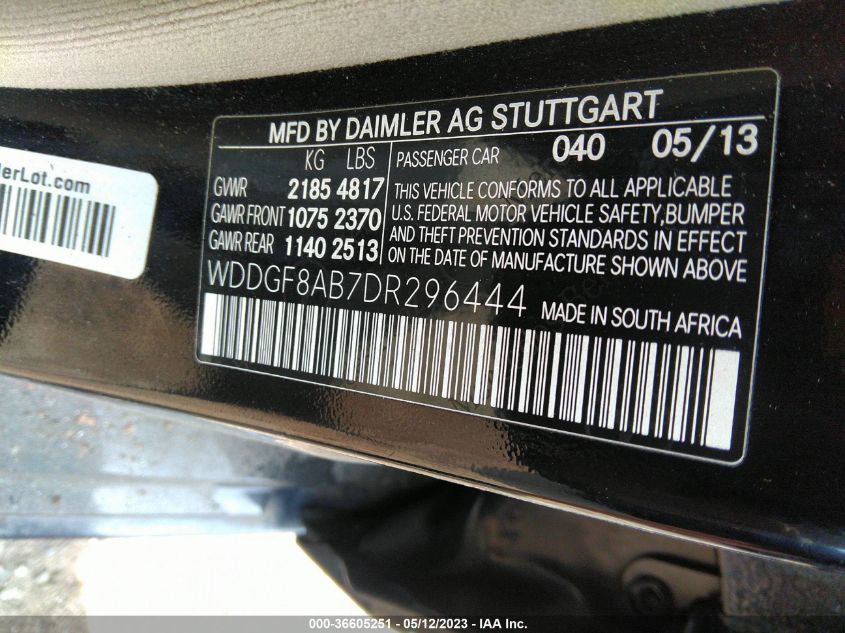 MFD BY DAIMLER AG STUTTGART
KG LBS
GVWR 2185 4817
GAWR FRONT 1075 2370
GAWR REAR 1140 2513
PASSENGER CAR 040 05/13
THIS VEHICLE CONFORMS TO ALL APPLICABLE
U.S. FEDERAL MOTOR VEHICLE SAFETY,BUMPER
AND THEFT PREVENTION STANDARDS IN EFFECT
ON THE DATE OF MANUFACTURE SHOWN ABOVE
WDDGF8AB7DR296444 MADE IN SOUTH AFRICA
derLot.com
000-36605251 - 05/12/2023 - IAA Inc.